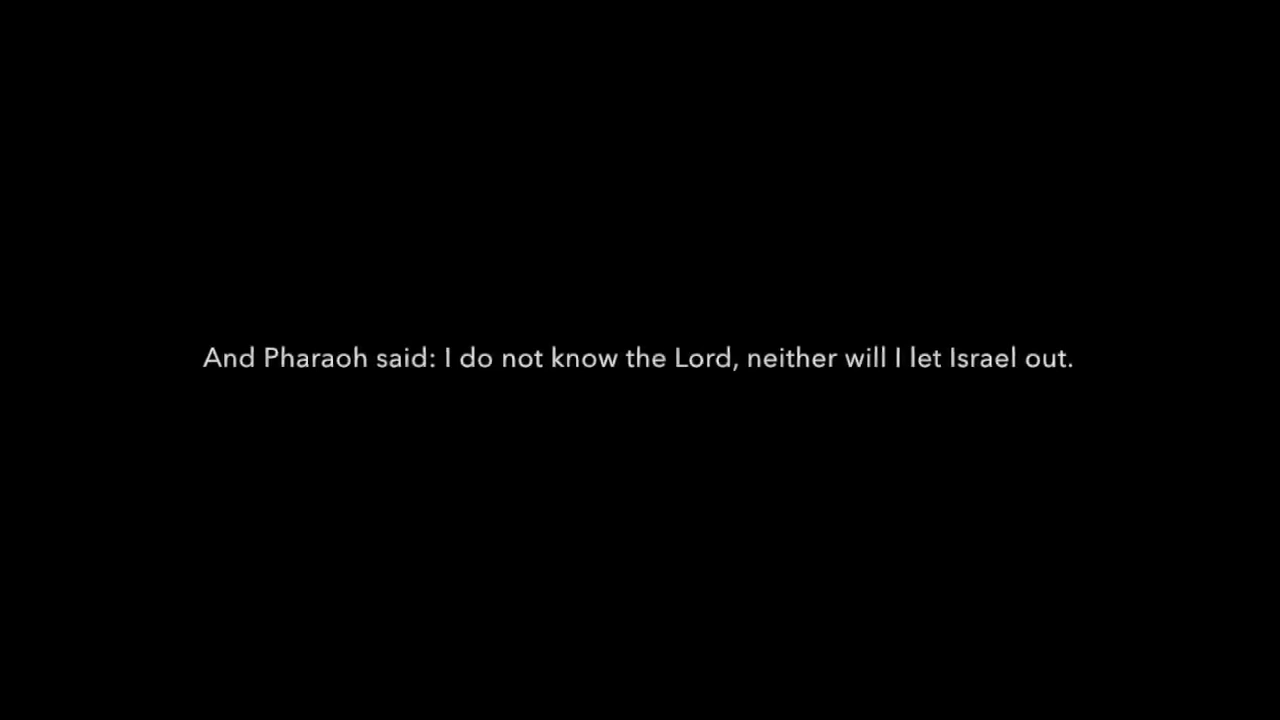 And Pharaoh said: I do not know the Lord, neither will I let Israel out.